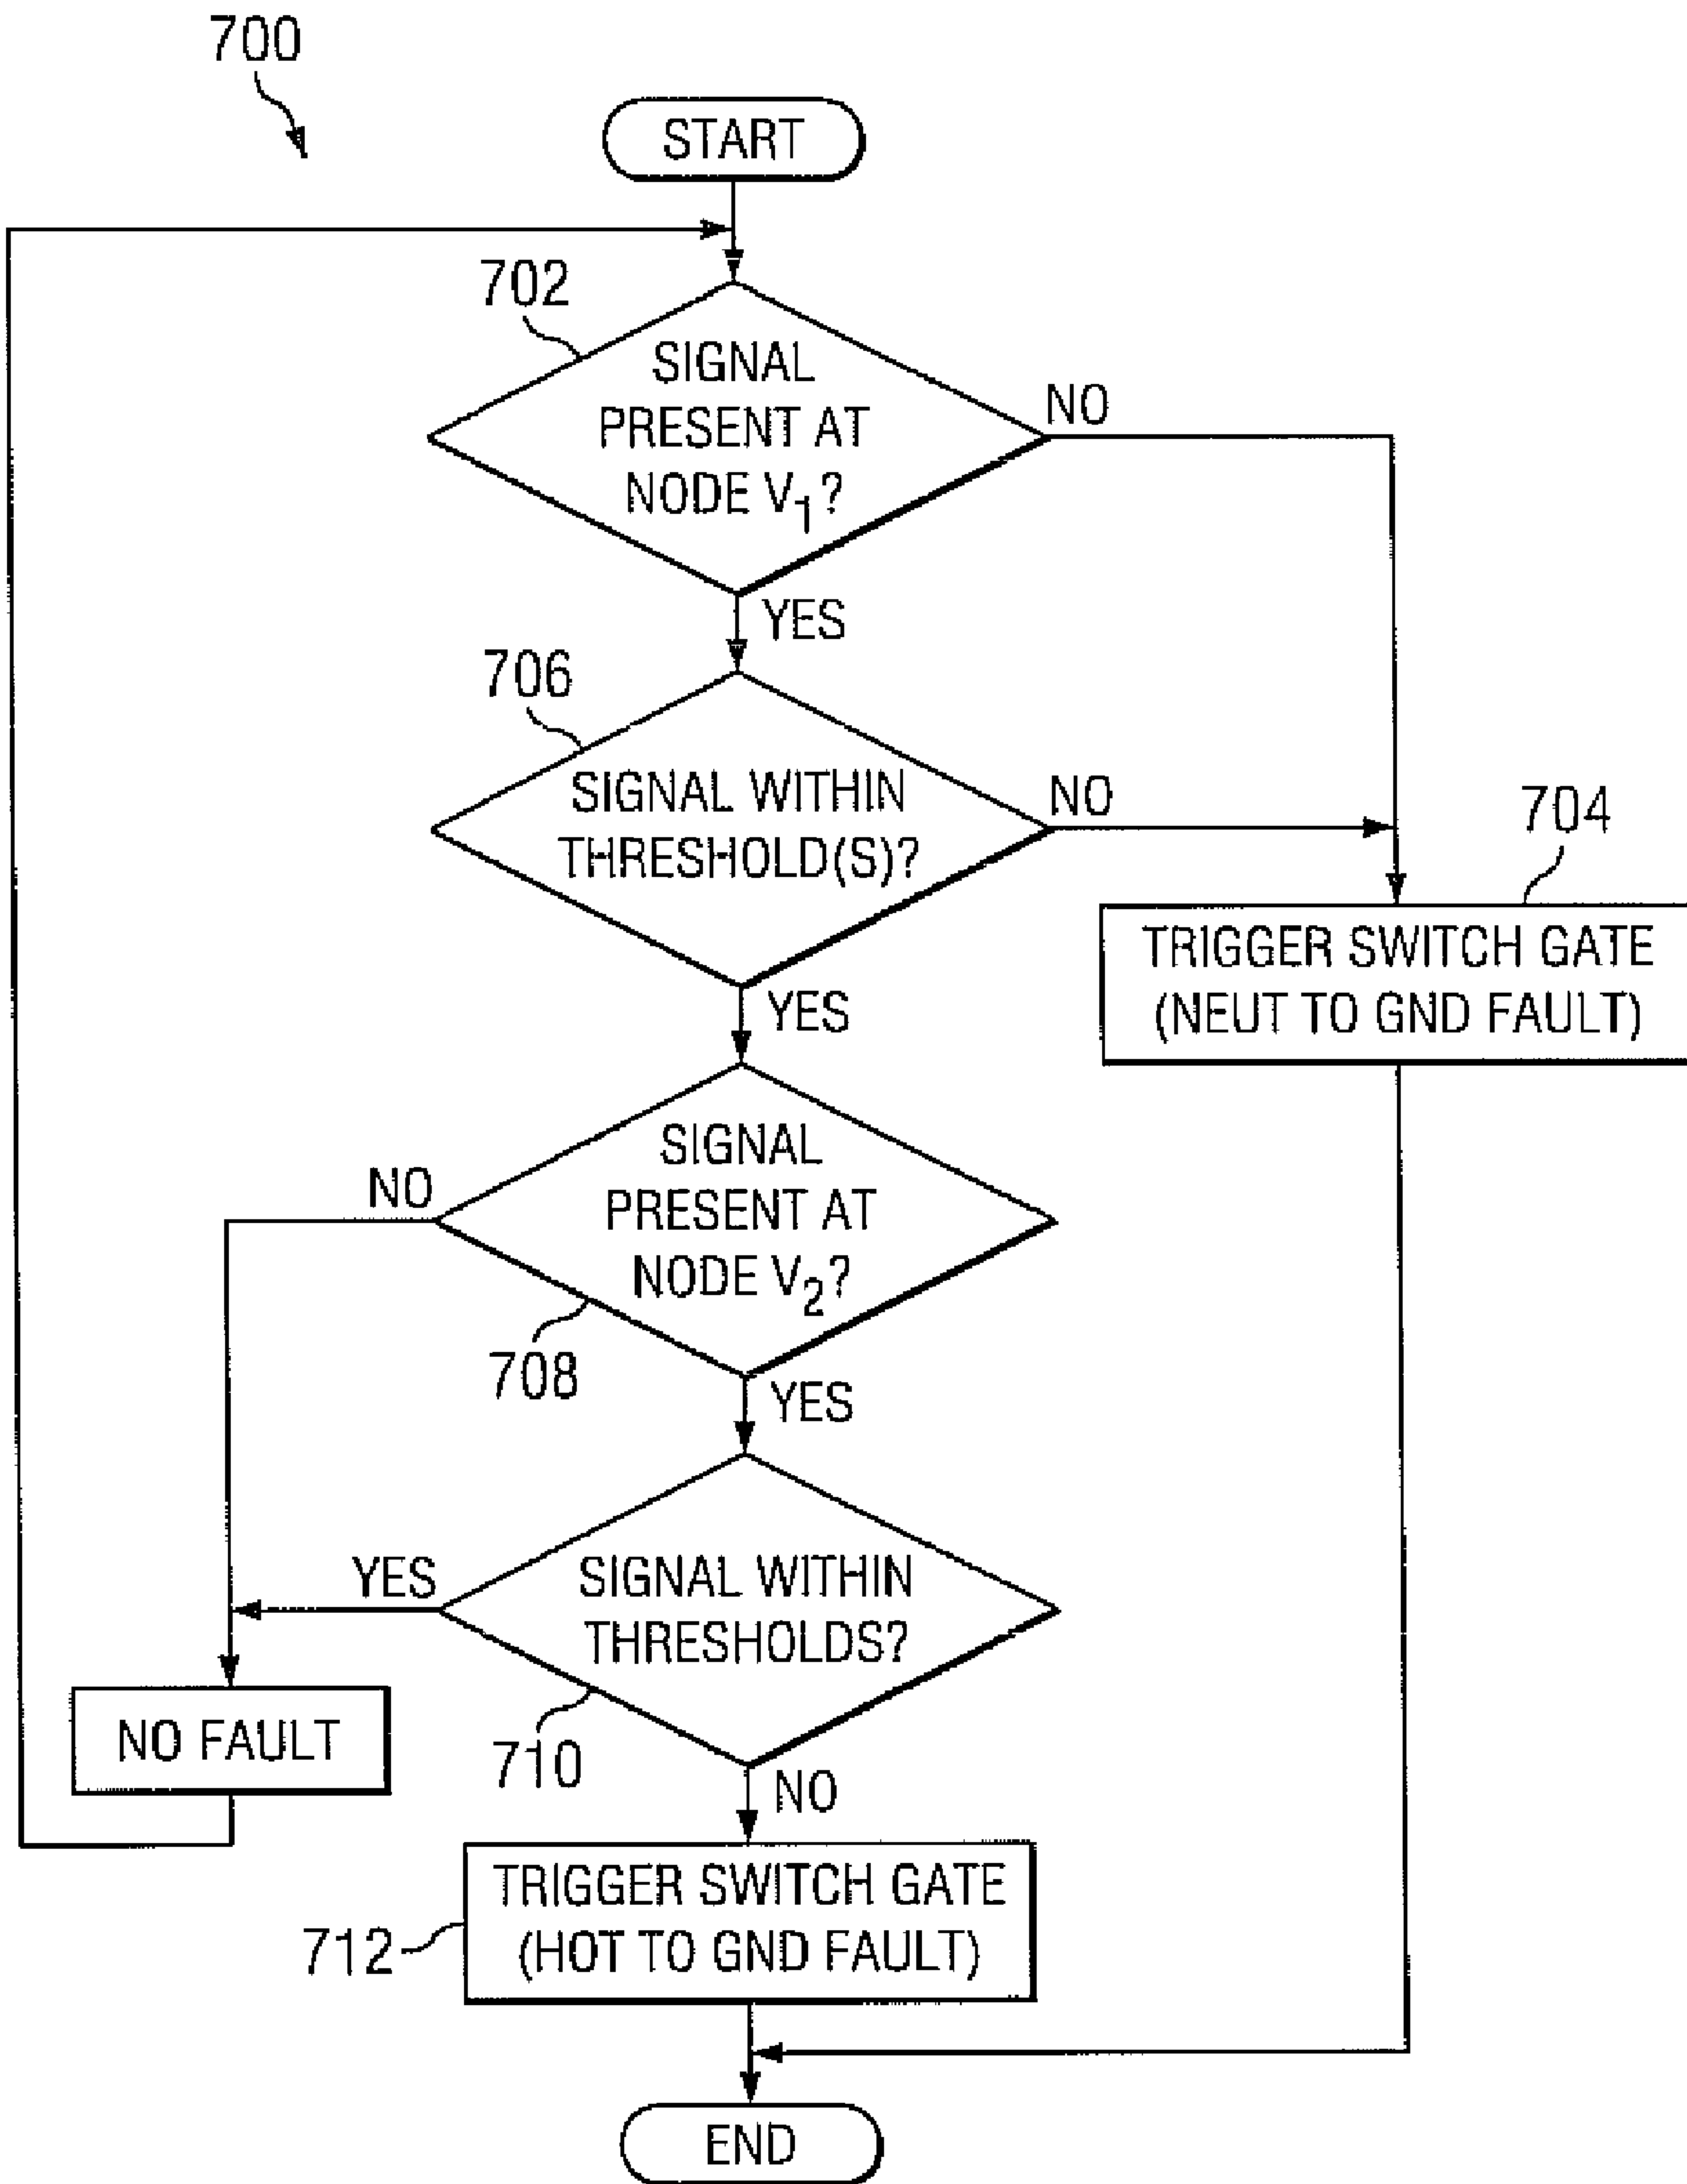 700
START
702
SIGNAL
PRESENT AT
NODE V1?
NO
YES
706
SIGNAL WITHIN
THRESHOLD(S)?
NO
704
TRIGGER SWITCH GATE
(NEUT TO GND FAULT)
YES
SIGNAL
PRESENT AT
NODE V2?
NO
708
YES
SIGNAL WITHIN
THRESHOLDS?
YES
NO FAULT
710
NO
TRIGGER SWITCH GATE
(HOT TO GND FAULT)
712
END